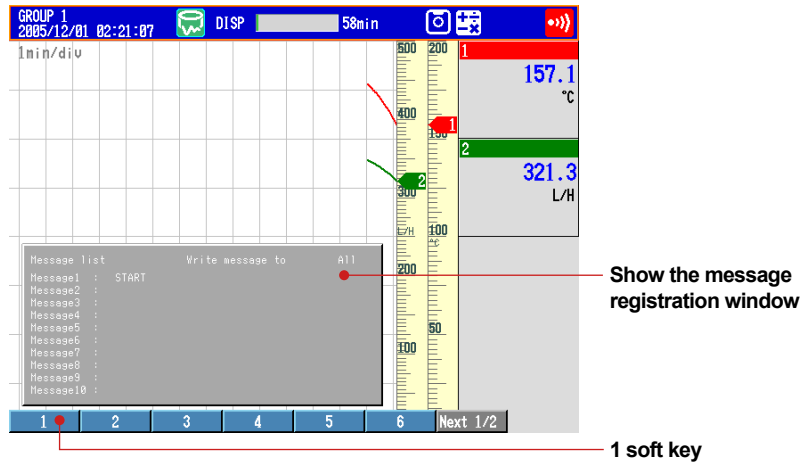 GROUP 1
2005/12/01 02:21:07
DISP
58min
1min/div
500
400
300
L/H
200
100
200
150
100
°C
50
1
2
1
157.1
°C
2
321.3
L/H
Message list Write message to All
Message1 : START
Message2 :
Message3 :
Message4 :
Message5 :
Message6 :
Message7 :
Message8 :
Message9 :
Message10 :
1 2 3 4 5 6 Next 1/2
Show the message
registration window
1 soft key